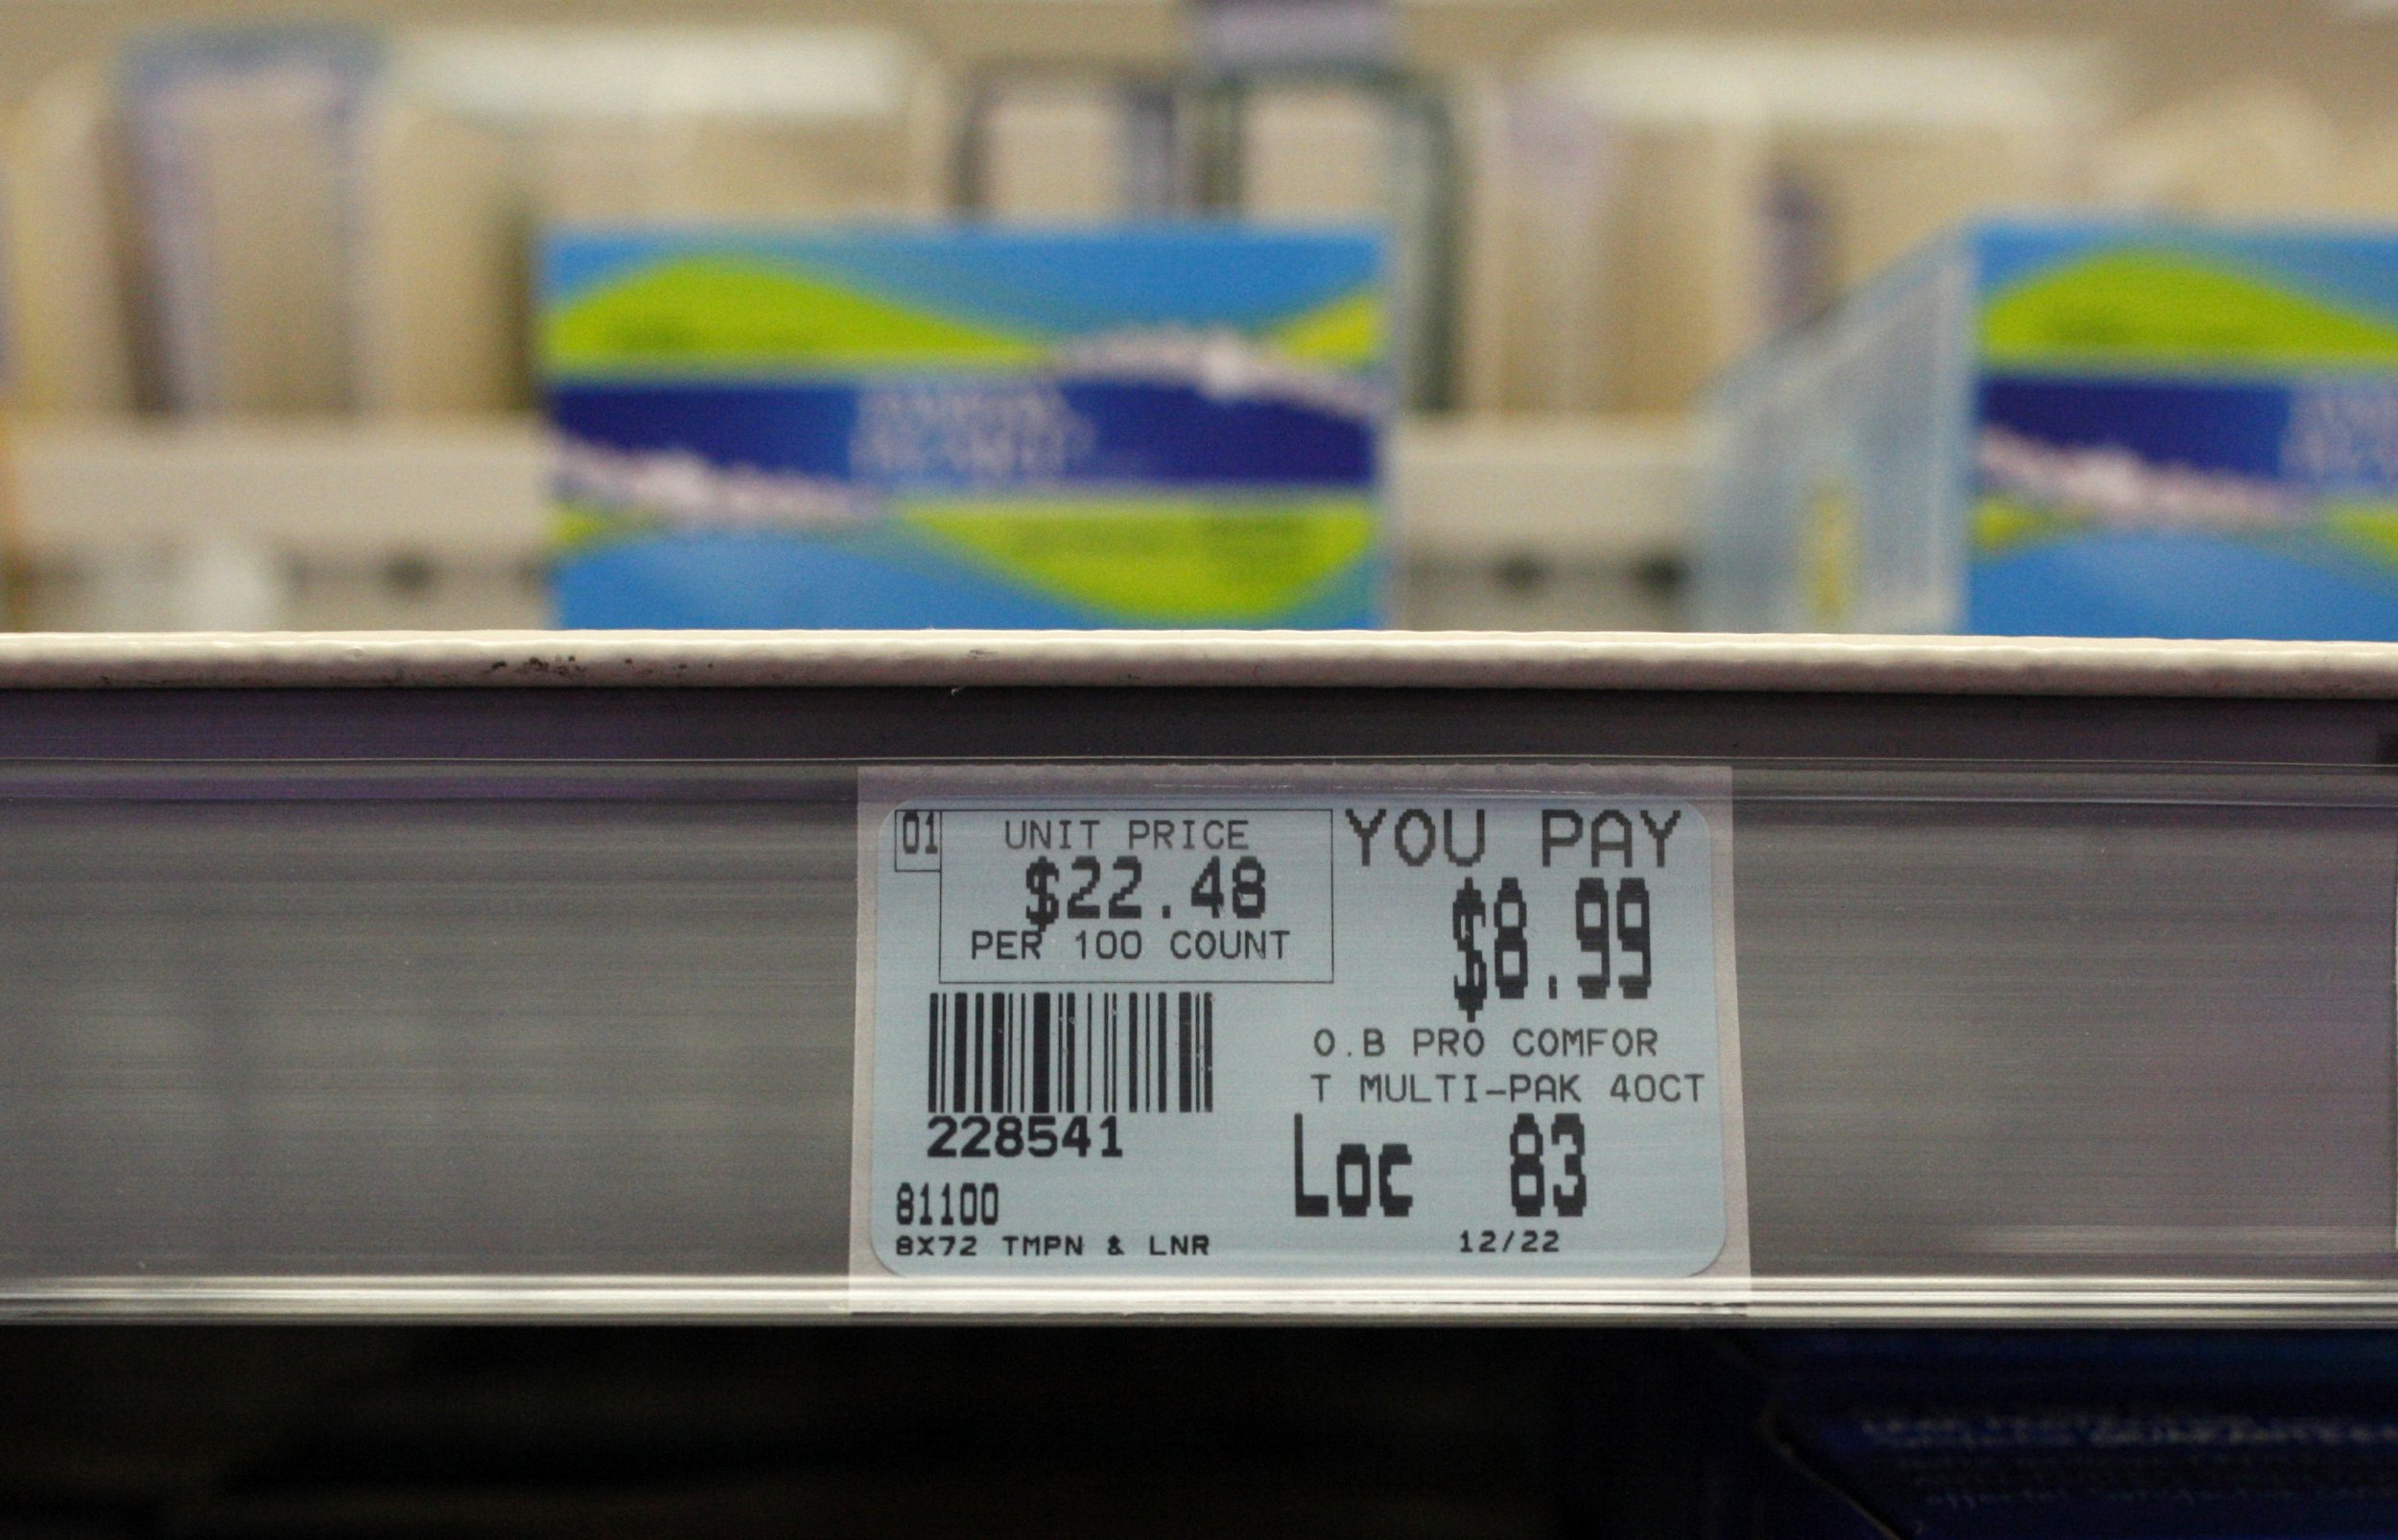 01
UNIT PRICE
$22.48
PER 100 COUNT
YOU PAY
$8.99
O.B PRO COMFOR
T MULTI-PAK 40CT
228541
Loc 83
81100
8X72 TMPN & LNR
12/22